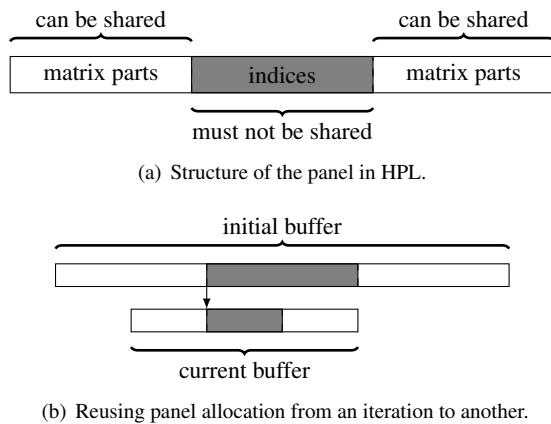 can be shared can be shared
matrix parts indices matrix parts
must not be shared
(a) Structure of the panel in HPL.
initial buffer
current buffer
(b) Reusing panel allocation from an iteration to another.